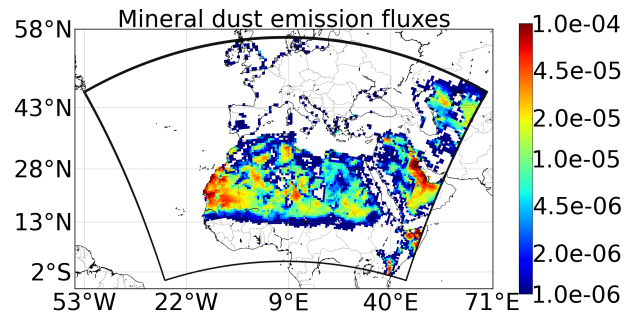 Mineral dust emission fluxes
58°N
43°N
28°N
13°N
2°S
53°W 22°W 9°E 40°E 71°E
1.0e-04
4.5e-05
2.0e-05
1.0e-05
4.5e-06
2.0e-06
1.0e-06